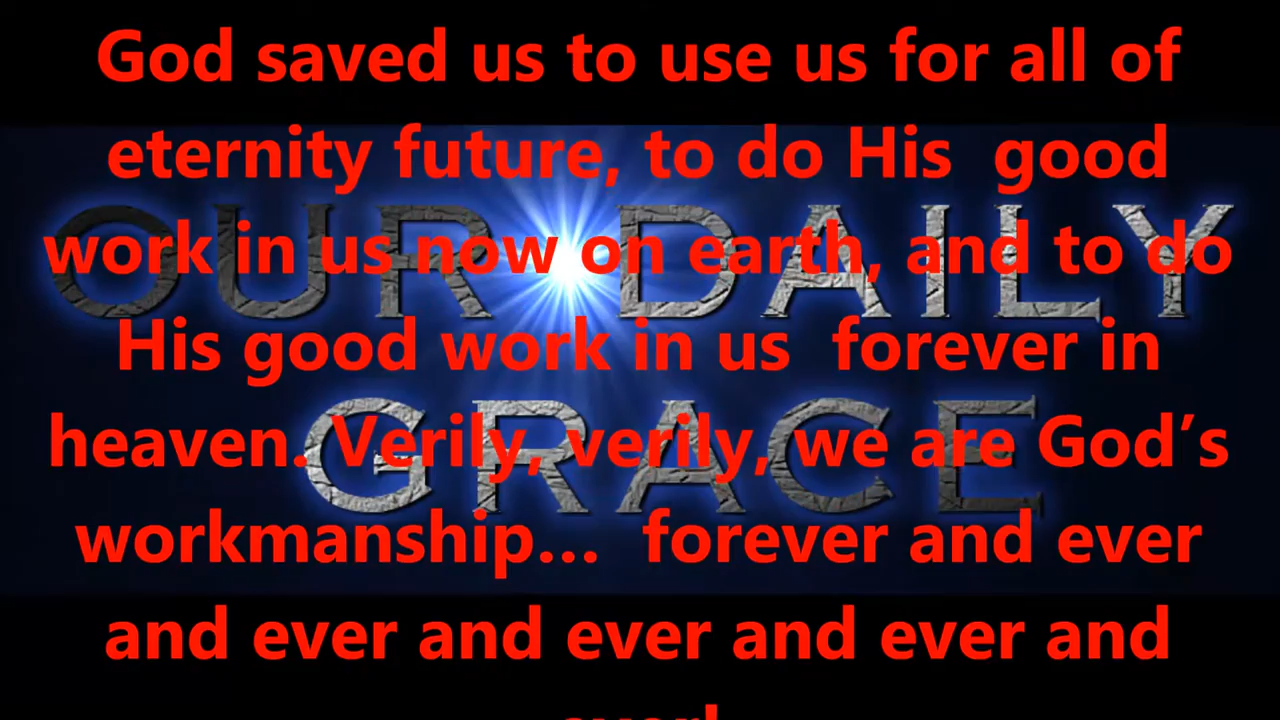 God saved us to use us for all of
eternity future, to do His  good
OUR DAILY
work in us now on earth, and to do
His good work in us  forever in
GRACE
heaven. Verily, verily, we are God’s
workmanship…  forever and ever
and ever and ever and ever and